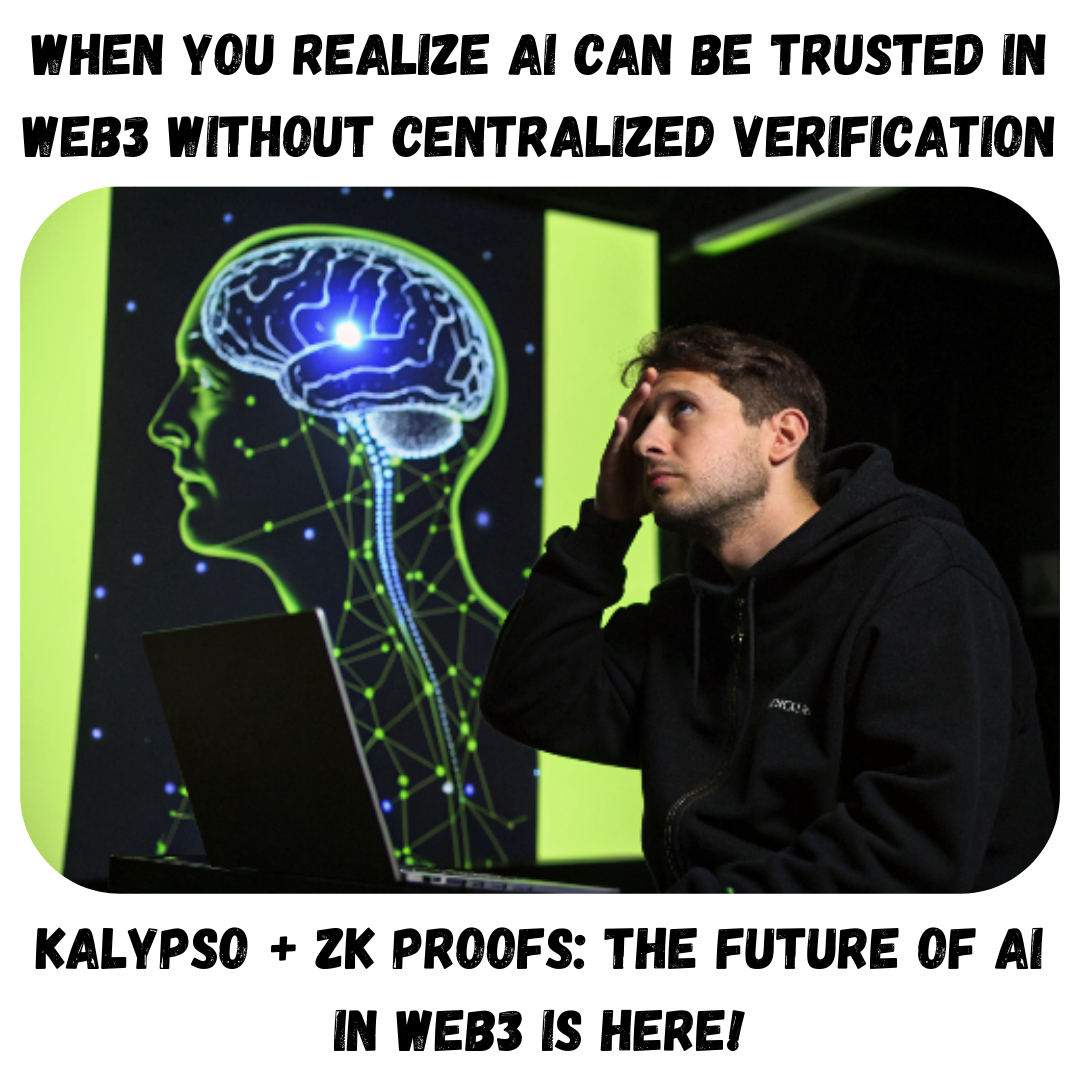 WHEN YOU REALIZE AI CAN BE TRUSTED IN
WEB3 WITHOUT CENTRALIZED VERIFICATION
KALYPSO + ZK PROOFS: THE FUTURE OF AI
IN WEB3 IS HERE!